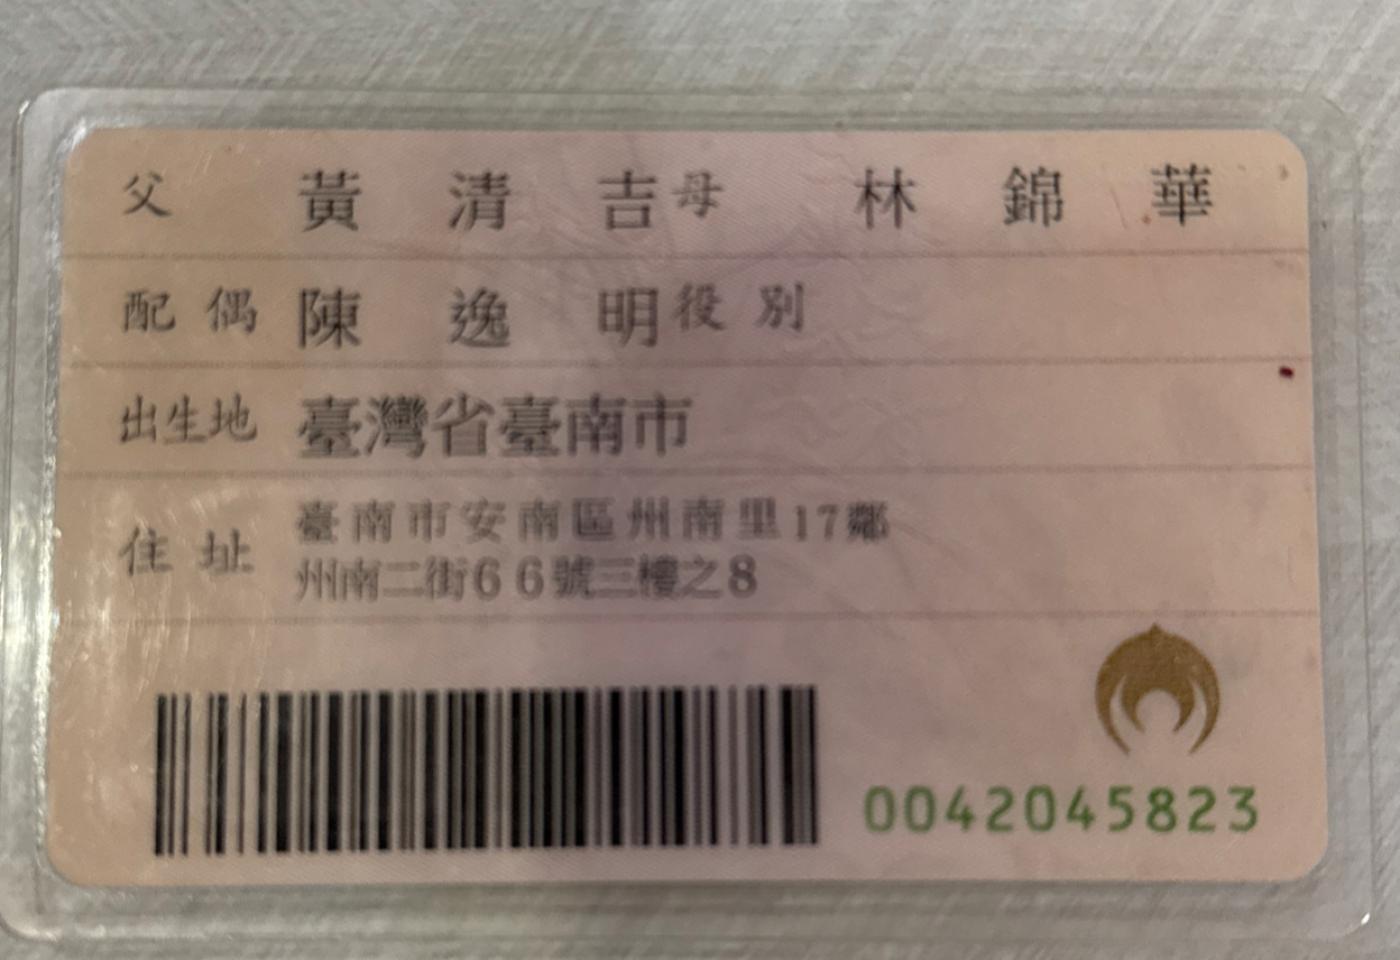 父 黃清吉 母 林錦華
配偶 陳逸明 役別
出生地 臺灣省臺南市
住址 臺南市安南區州南里17鄰
州南二街66號三樓之8
0042045823